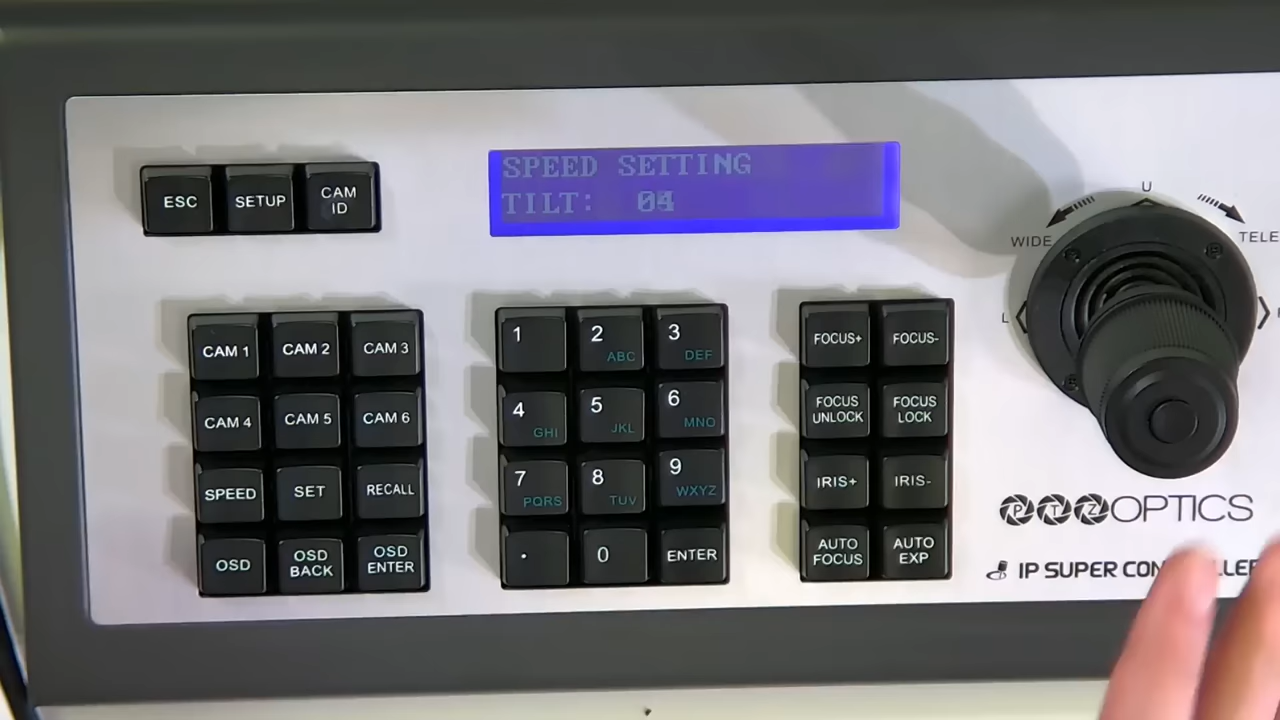 SPEED SETTING
TILT: 04
ESC SETUP CAM ID
U
WIDE TELE
L
CAM 1 CAM 2 CAM 3
CAM 4 CAM 5 CAM 6
SPEED SET RECALL
OSD OSD BACK OSD ENTER
1 2 ABC 3 DEF
4 GHI 5 JKL 6 MNO
7 PQRS 8 TUV 9 WXYZ
. 0 ENTER
FOCUS+ FOCUS-
FOCUS UNLOCK FOCUS LOCK
IRIS+ IRIS-
AUTO FOCUS AUTO EXP
PTZOPTICS
IP SUPER